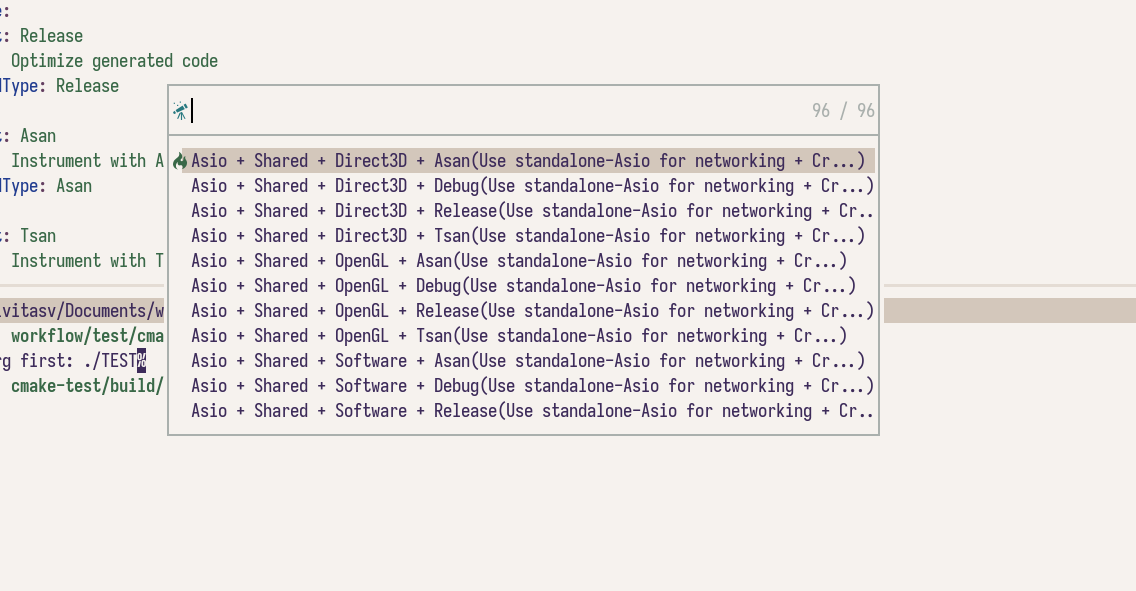 e:
t: Release
Optimize generated code
dType: Release
96 / 96
t: Asan
Instrument with A
dType: Asan
t: Tsan
Instrument with T
Asio + Shared + Direct3D + Asan(Use standalone-Asio for networking + Cr...)
Asio + Shared + Direct3D + Debug(Use standalone-Asio for networking + Cr...)
Asio + Shared + Direct3D + Release(Use standalone-Asio for networking + Cr..
Asio + Shared + Direct3D + Tsan(Use standalone-Asio for networking + Cr...)
Asio + Shared + OpenGL + Asan(Use standalone-Asio for networking + Cr...)
Asio + Shared + OpenGL + Debug(Use standalone-Asio for networking + Cr...)
Asio + Shared + OpenGL + Release(Use standalone-Asio for networking + Cr...)
Asio + Shared + OpenGL + Tsan(Use standalone-Asio for networking + Cr...)
Asio + Shared + Software + Asan(Use standalone-Asio for networking + Cr...)
Asio + Shared + Software + Debug(Use standalone-Asio for networking + Cr...)
Asio + Shared + Software + Release(Use standalone-Asio for networking + Cr..
vitasv/Documents/w
workflow/test/cma
rg first: ./TEST%
cmake-test/build/